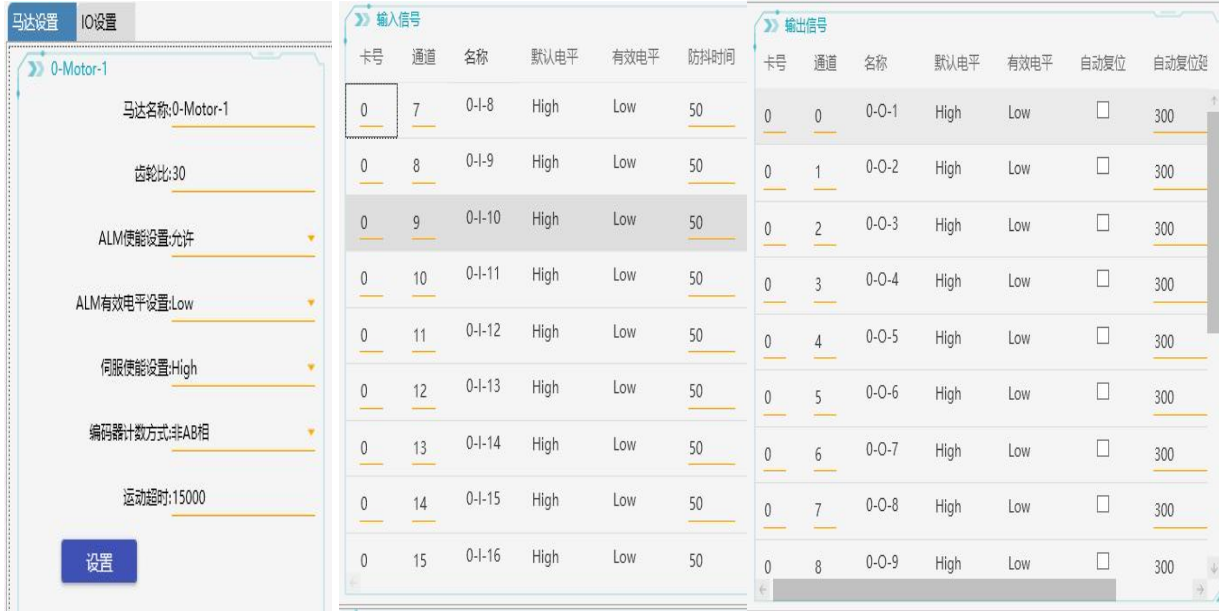 马达设置 IO设置
0-Motor-1
马达名称:0-Motor-1
齿轮比:30
ALM使能设置:允许
ALM有效电平设置:Low
伺服使能设置:High
编码器计数方式:非AB相
运动超时:15000
设置
输入信号
卡号 通道 名称 默认电平 有效电平 防抖时间
0 7 0-I-8 High Low 50
0 8 0-I-9 High Low 50
0 9 0-I-10 High Low 50
0 10 0-I-11 High Low 50
0 11 0-I-12 High Low 50
0 12 0-I-13 High Low 50
0 13 0-I-14 High Low 50
0 14 0-I-15 High Low 50
0 15 0-I-16 High Low 50
输出信号
卡号 通道 名称 默认电平 有效电平 自动复位 自动复位延
0 0 0-O-1 High Low 300
0 1 0-O-2 High Low 300
0 2 0-O-3 High Low 300
0 3 0-O-4 High Low 300
0 4 0-O-5 High Low 300
0 5 0-O-6 High Low 300
0 6 0-O-7 High Low 300
0 7 0-O-8 High Low 300
0 8 0-O-9 High Low 300